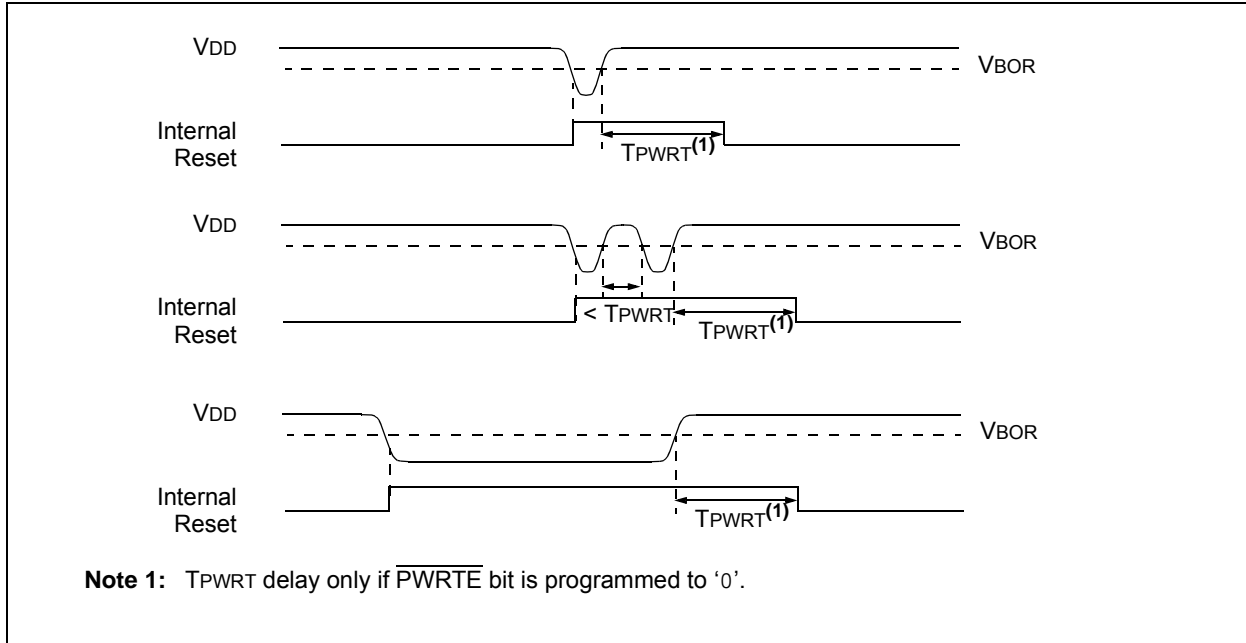 VDD
VBOR
Internal
Reset
TPWRT(1)
VDD
VBOR
Internal
Reset
< TPWRT
TPWRT(1)
VDD
VBOR
Internal
Reset
TPWRT(1)
Note 1: TPWRT delay only if PWRTE bit is programmed to ‘0’.